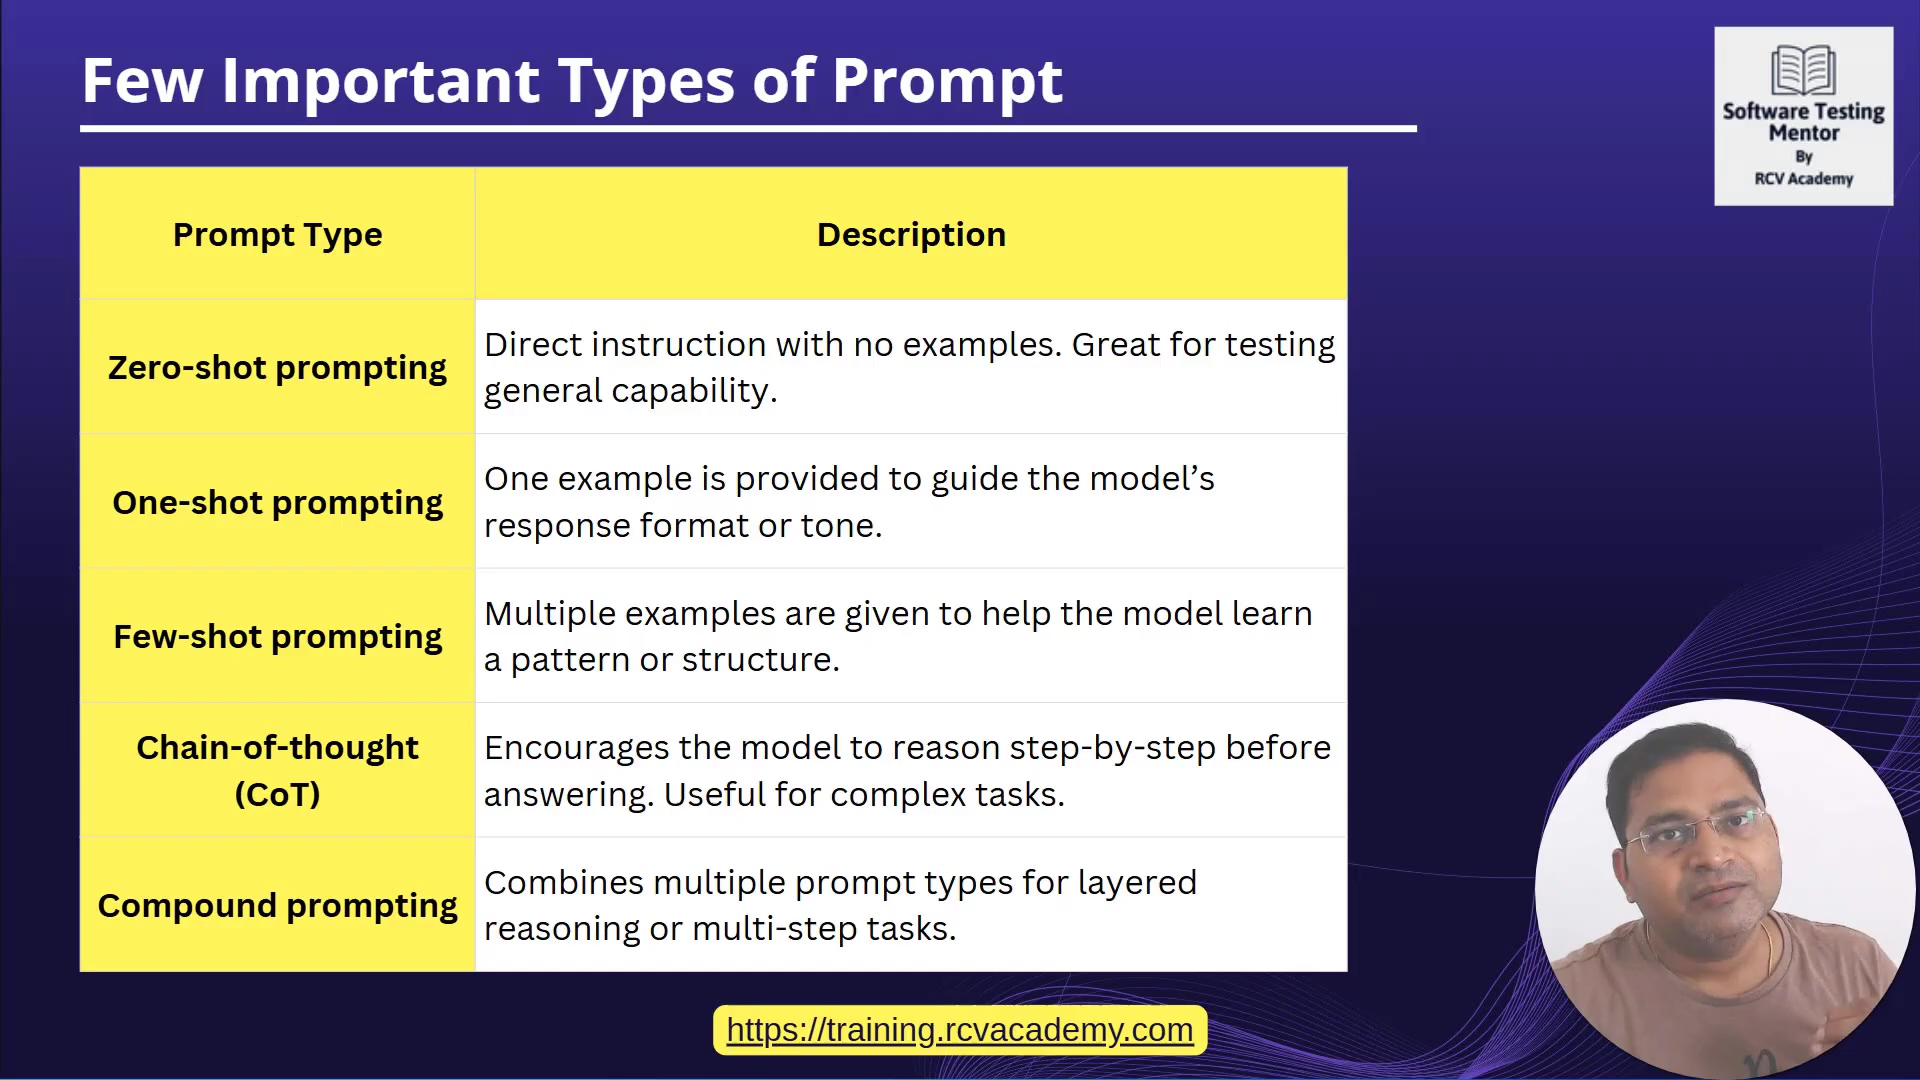 Few Important Types of Prompt
Software Testing
Mentor
By
RCV Academy
Prompt Type
Description
Zero-shot prompting
Direct instruction with no examples. Great for testing
general capability.
One-shot prompting
One example is provided to guide the model’s
response format or tone.
Few-shot prompting
Multiple examples are given to help the model learn
a pattern or structure.
Chain-of-thought
(CoT)
Encourages the model to reason step-by-step before
answering. Useful for complex tasks.
Compound prompting
Combines multiple prompt types for layered
reasoning or multi-step tasks.
https://training.rcvacademy.com